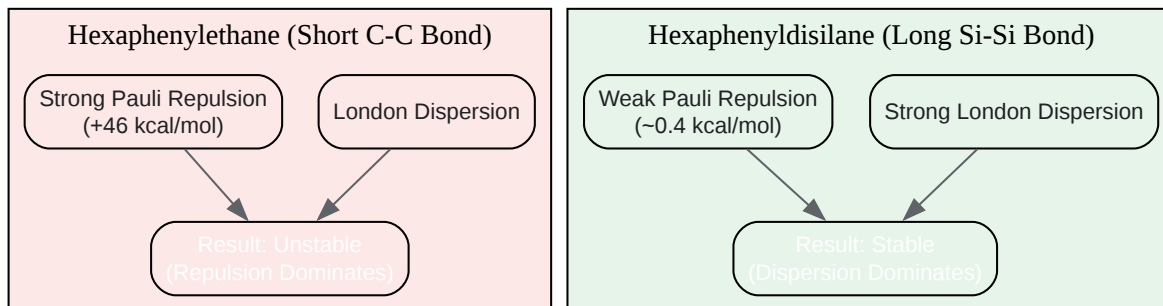 Hexaphenylethane (Short C-C Bond)
Strong Pauli Repulsion
(+46 kcal/mol)
London Dispersion
Result: Unstable
(Repulsion Dominates)
Hexaphenyldisilane (Long Si-Si Bond)
Weak Pauli Repulsion
(~0.4 kcal/mol)
Strong London Dispersion
Result: Stable
(Dispersion Dominates)